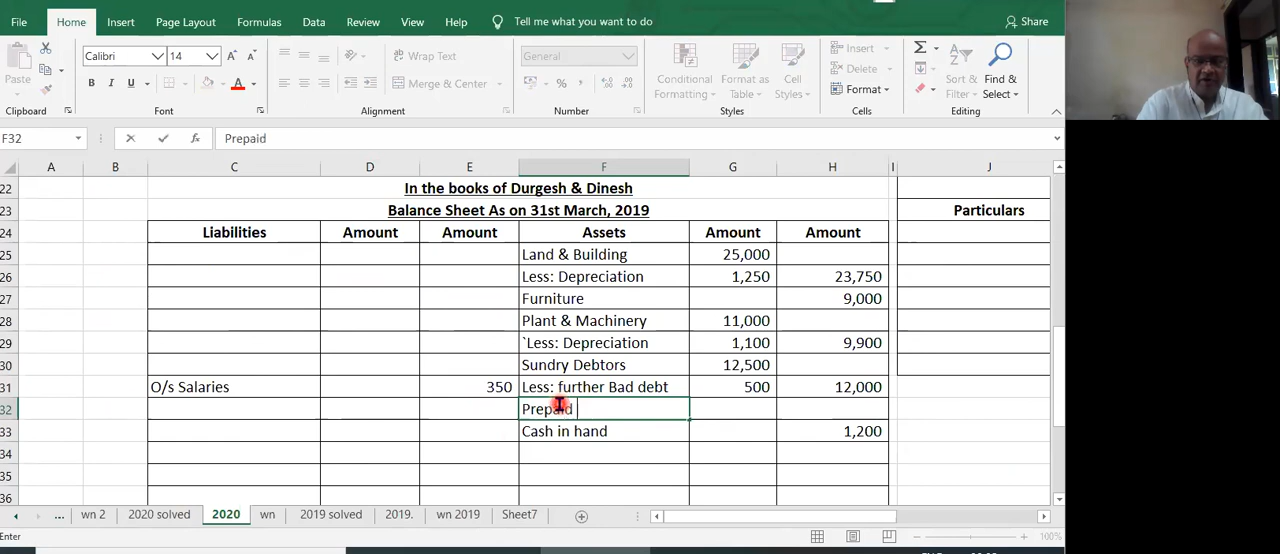 File Home Insert Page Layout Formulas Data Review View Help Tell me what you want to do Share
Calibri 14 A A Wrap Text General Insert Sort & Find &
Paste B I U A Merge & Center % , Conditional Format as Cell Delete Filter Select
Formatting Table Styles Format
Clipboard Font Alignment Number Styles Cells Editing
F32 fx Prepaid
A B C D E F G H I J
22 In the books of Durgesh & Dinesh
23 Balance Sheet As on 31st March, 2019 Particulars
24 Liabilities Amount Amount Assets Amount Amount
25 Land & Building 25,000
26 Less: Depreciation 1,250 23,750
27 Furniture 9,000
28 Plant & Machinery 11,000
29 `Less: Depreciation 1,100 9,900
30 Sundry Debtors 12,500
31 O/s Salaries 350 Less: further Bad debt 500 12,000
32 Prepaid
33 Cash in hand 1,200
34
35
36
... wn 2 2020 solved 2020 wn 2019 solved 2019. wn 2019 Sheet7
Enter 100%